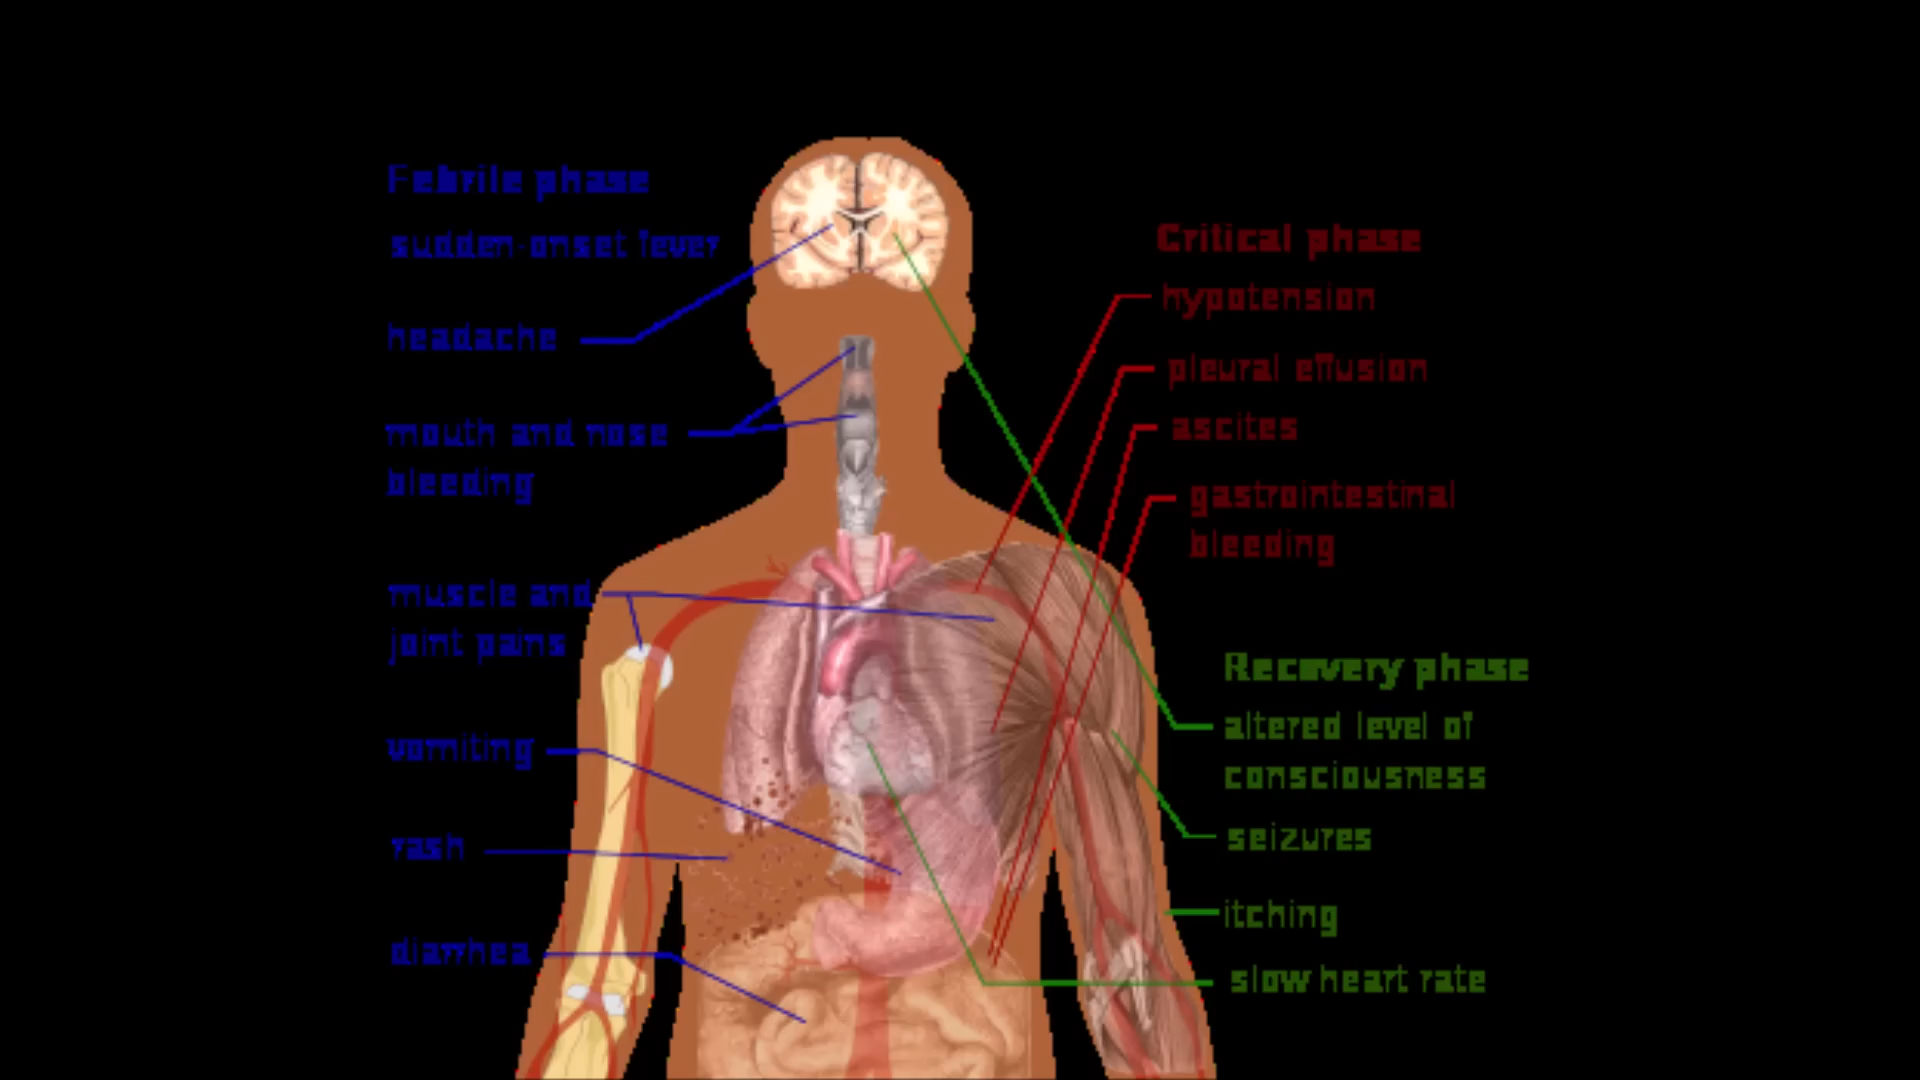 Febrile phase
sudden-onset fever
headache
mouth and nose
bleeding
muscle and
joint pains
vomiting
rash
diarrhea
Critical phase
hypotension
pleural effusion
ascites
gastrointestinal
bleeding
Recovery phase
altered level of
consciousness
seizures
itching
slow heart rate